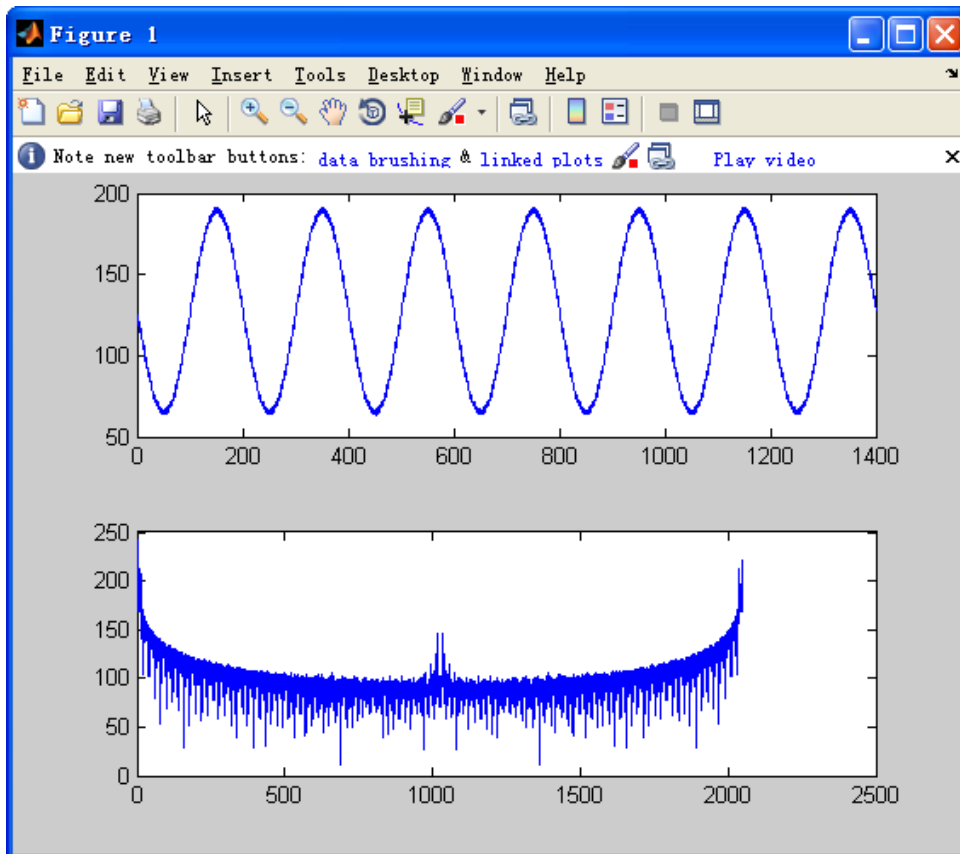 Figure 1
File Edit View Insert Tools Desktop Window Help
Note new toolbar buttons: data brushing & linked plots Play video
200
150
100
50
0 200 400 600 800 1000 1200 1400
250
200
150
100
50
0
0 500 1000 1500 2000 2500